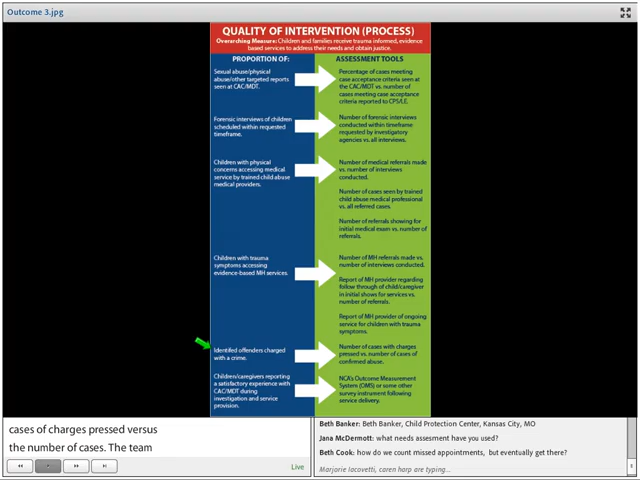 Outcome 3.jpg
QUALITY OF INTERVENTION (PROCESS)
Overarching Measure: Children and families receive trauma informed, evidence
based services to address their needs and obtain justice.
PROPORTION OF:
ASSESSMENT TOOLS
Sexual abuse/physical
abuse/other targeted reports
seen at CAC/MDT.
Percentage of cases meeting
case acceptance criteria seen at
the CAC/MDT vs. number of
cases meeting case acceptance
criteria reported to CPS/LE.
Forensic interviews of children
scheduled within requested
timeframe.
Number of forensic interviews
conducted within timeframe
requested by investigatory
agencies vs. all interviews.
Children with physical
concerns accessing medical
service by trained child abuse
medical providers.
Number of medical referrals made
vs. number of interviews
conducted.
Number of cases seen by trained
child abuse medical professional
vs. all referred cases.
Number of referrals showing for
initial medical exam vs. number of
referrals.
Children with trauma
symptoms accessing
evidence-based MH services.
Number of MH referrals made vs.
number of interviews conducted.
Report of MH provider regarding
follow through of child/caregiver
in initial shows for services vs.
number of referrals.
Report of MH provider of ongoing
service for children with trauma
symptoms.
Identifed offenders charged
with a crime.
Number of cases with charges
pressed vs. number of cases of
confirmed abuse.
Children/caregivers reporting
a satisfactory experience with
CAC/MDT during
investigation and service
provision.
NCA's Outcome Measurement
System (OMS) or some other
survey instrument following
service delivery.
cases of charges pressed versus
the number of cases. The team
Live
Beth Banker: Beth Banker, Child Protection Center, Kansas City, MO
Jana McDermott: what needs assesment have you used?
Beth Cook: how do we count missed appointments, but eventually get there?
Marjorie Iacovetti, caren harp are typing...